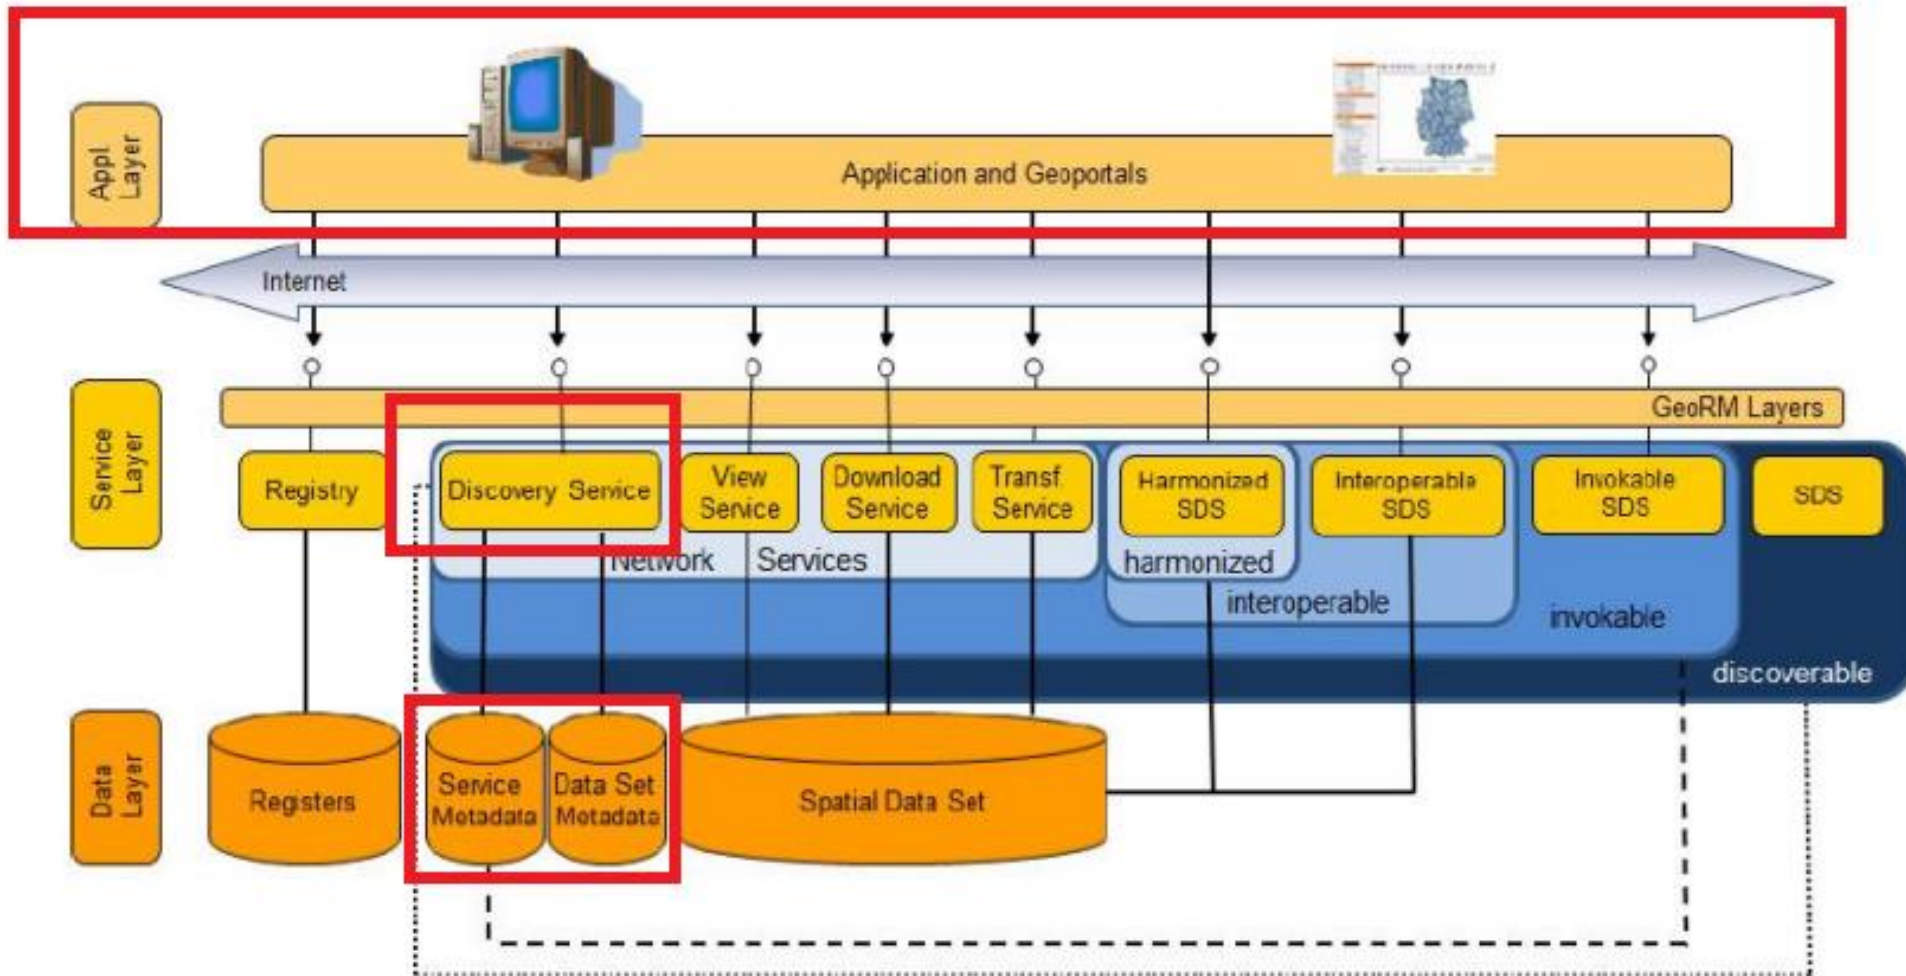 Appl
Layer
Application and Geoportals
Internet
GeoRM Layers
Service
Layer
Registry
Discovery Service
View
Service
Download
Service
Transf.
Service
Harmonized
SDS
Interoperable
SDS
Invokable
SDS
SDS
Network Services
harmonized
interoperable
invokable
discoverable
Data
Layer
Registers
Service
Metadata
Data Set
Metadata
Spatial Data Set